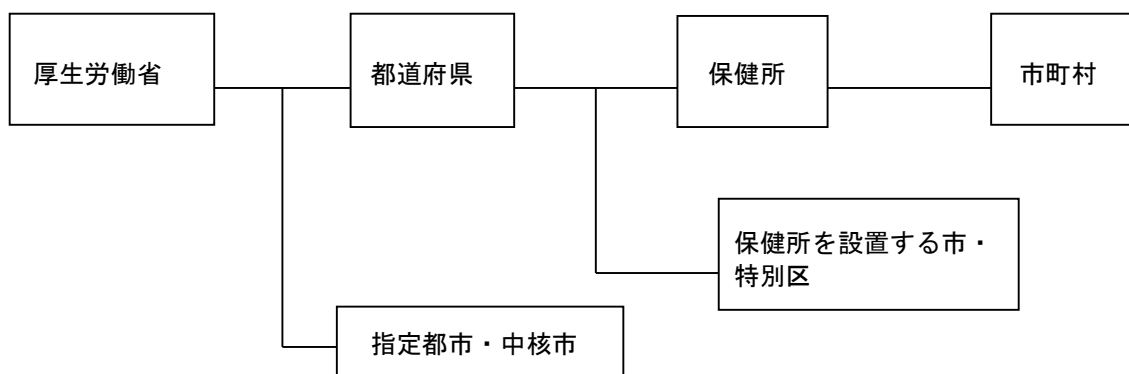 厚生労働省
都道府県
保健所
市町村
保健所を設置する市・
特別区
指定都市・中核市